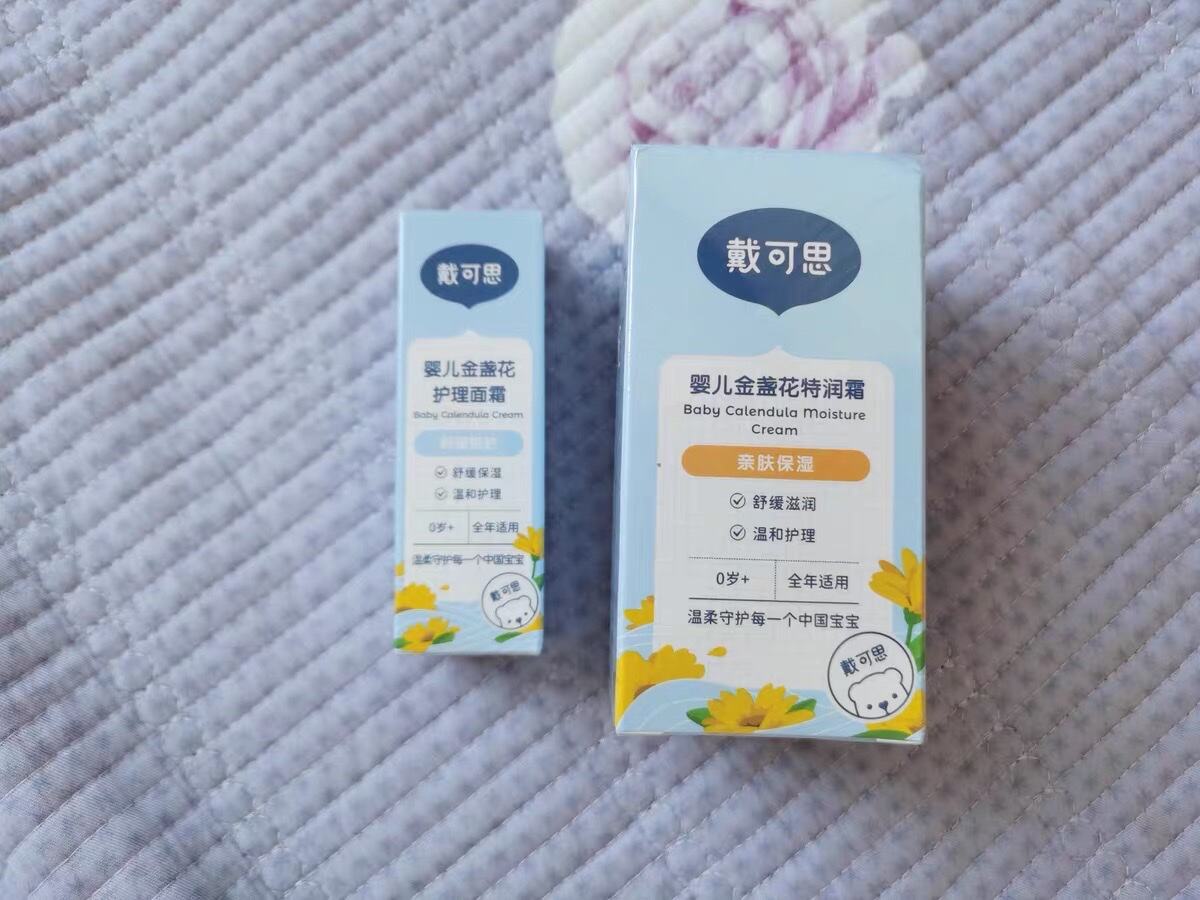 戴可思
婴儿金盏花
护理面霜
Baby Calendula Cream
舒缓保湿
温和护理
0岁+
全年适用
温柔守护每一个中国宝宝
戴可思
戴可思
婴儿金盏花特润霜
Baby Calendula Moisture
Cream
亲肤保湿
舒缓滋润
温和护理
0岁+
全年适用
温柔守护每一个中国宝宝
戴可思